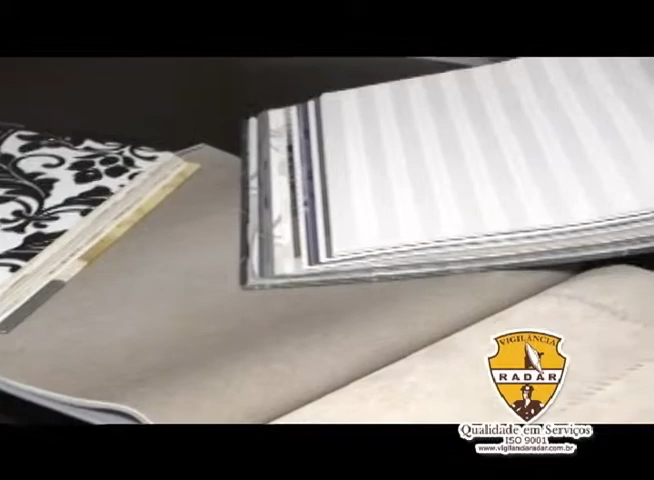 VIGILÂNCIA
RADAR
Qualidade em Serviços
ISO 9001
www.vigilanciaradar.com.br